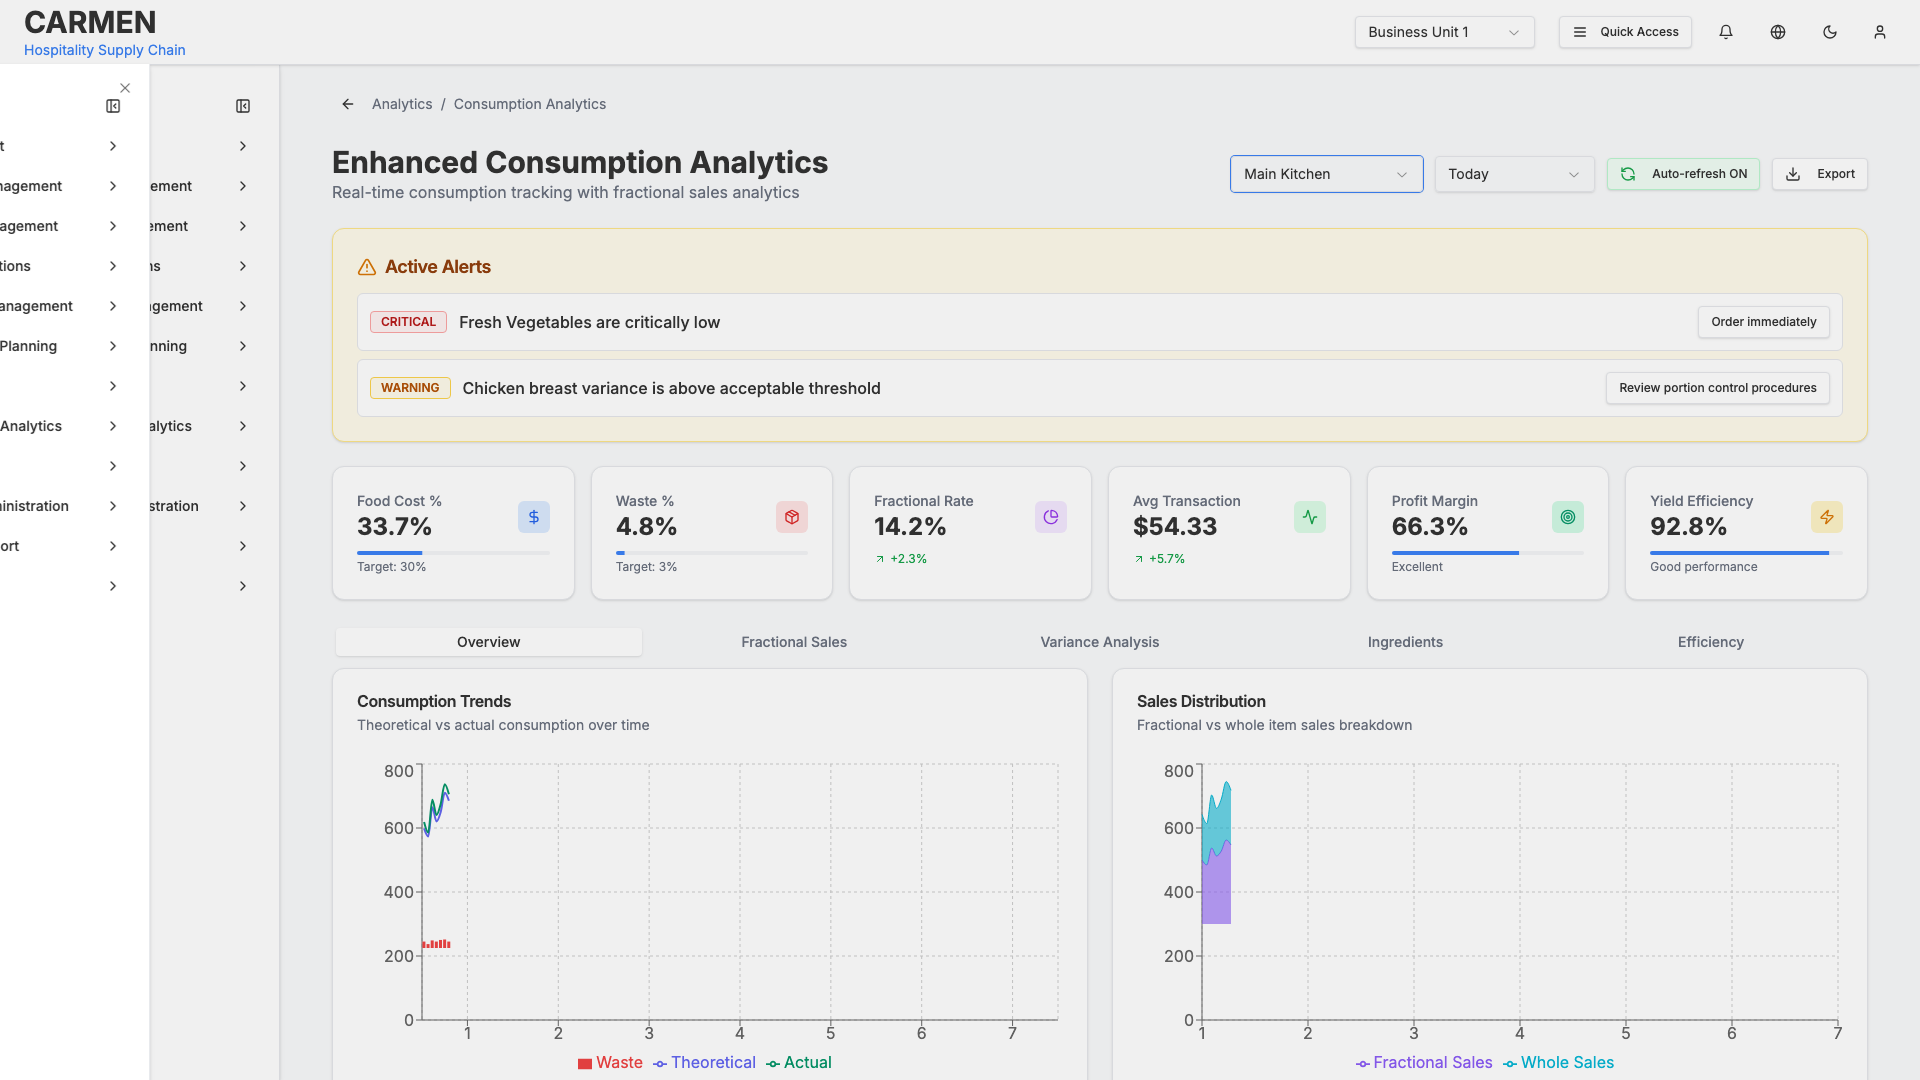 CARMEN
Hospitality Supply Chain
Business Unit 1
Quick Access
t
nagement
agement
tions
anagement
Planning
Analytics
inistration
ort
ement
ement
ns
gement
nning
alytics
stration
Analytics / Consumption Analytics
Enhanced Consumption Analytics
Real-time consumption tracking with fractional sales analytics
Main Kitchen
Today
Auto-refresh ON
Export
Active Alerts
CRITICAL Fresh Vegetables are critically low
Order immediately
WARNING Chicken breast variance is above acceptable threshold
Review portion control procedures
Food Cost %
33.7%
Target: 30%
Waste %
4.8%
Target: 3%
Fractional Rate
14.2%
+2.3%
Avg Transaction
$54.33
+5.7%
Profit Margin
66.3%
Excellent
Yield Efficiency
92.8%
Good performance
Overview
Fractional Sales
Variance Analysis
Ingredients
Efficiency
Consumption Trends
Theoretical vs actual consumption over time
800
600
400
200
0
1 2 3 4 5 6 7
Waste Theoretical Actual
Sales Distribution
Fractional vs whole item sales breakdown
800
600
400
200
0
1 2 3 4 5 6 7
Fractional Sales Whole Sales